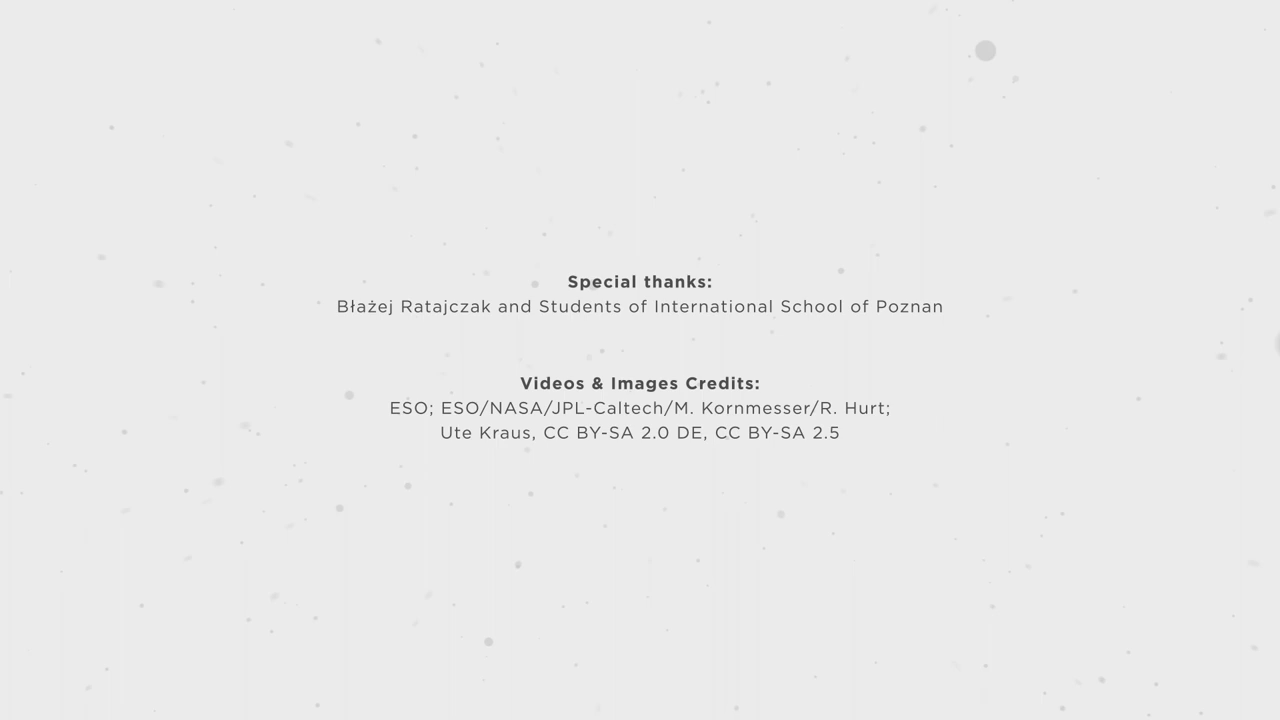 Special thanks:
Błażej Ratajczak and Students of International School of Poznan
Videos & Images Credits:
ESO; ESO/NASA/JPL-Caltech/M. Kornmesser/R. Hurt;
Ute Kraus, CC BY-SA 2.0 DE, CC BY-SA 2.5